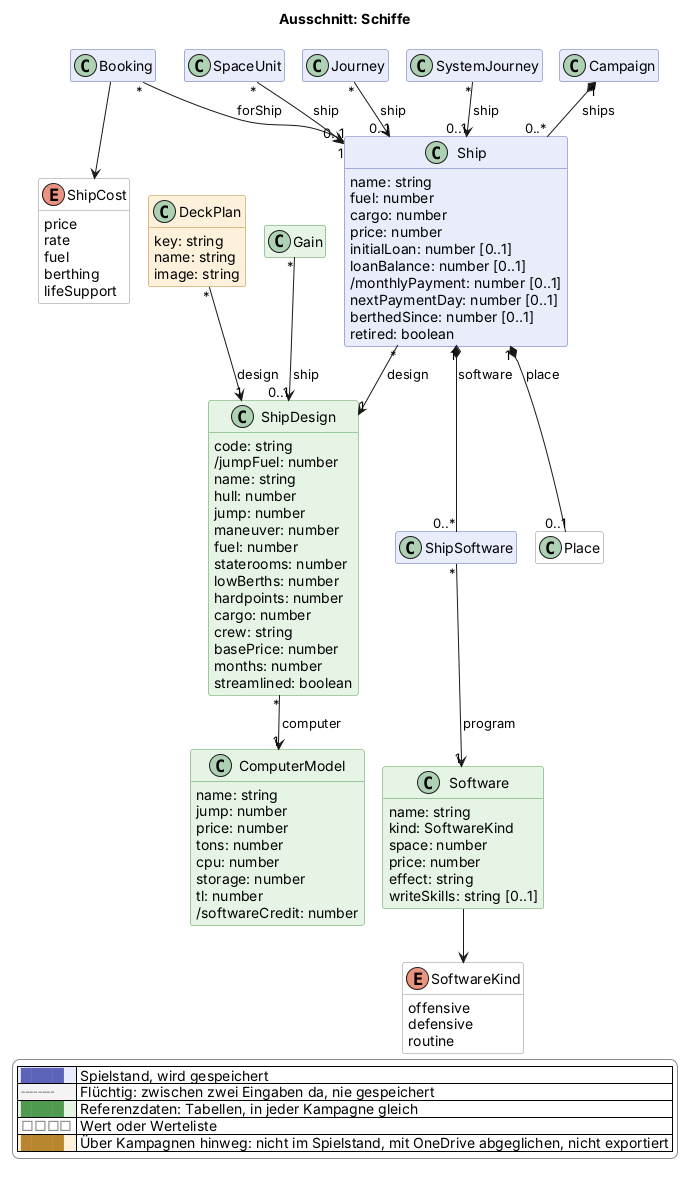 Ausschnitt: Schiffe
C Booking
C SpaceUnit
C Journey
C SystemJourney
C Campaign
* * * * 1
forShip
ship
ship
ship
ships
0..1
1
0..1
0..1
0..*
C Ship
name: string
fuel: number
cargo: number
price: number
initialLoan: number [0..1]
loanBalance: number [0..1]
/monthlyPayment: number [0..1]
nextPaymentDay: number [0..1]
berthedSince: number [0..1]
retired: boolean
E ShipCost
price
rate
fuel
berthing
lifeSupport
C DeckPlan
key: string
name: string
image: string
C Gain
* * * 1 1
design
ship
design
software
place
1
0..1
1
C ShipDesign
code: string
/jumpFuel: number
name: string
hull: number
jump: number
maneuver: number
fuel: number
staterooms: number
lowBerths: number
hardpoints: number
cargo: number
crew: string
basePrice: number
months: number
streamlined: boolean
0..*
0..1
C ShipSoftware
C Place
*
*
computer
program
1
1
C ComputerModel
name: string
jump: number
price: number
tons: number
cpu: number
storage: number
tl: number
/softwareCredit: number
C Software
name: string
kind: SoftwareKind
space: number
price: number
effect: string
writeSkills: string [0..1]
E SoftwareKind
offensive
defensive
routine
Spielstand, wird gespeichert
-------- Flüchtig: zwischen zwei Eingaben da, nie gespeichert
Referenzdaten: Tabellen, in jeder Kampagne gleich
Wert oder Werteliste
Über Kampagnen hinweg: nicht im Spielstand, mit OneDrive abgeglichen, nicht exportiert